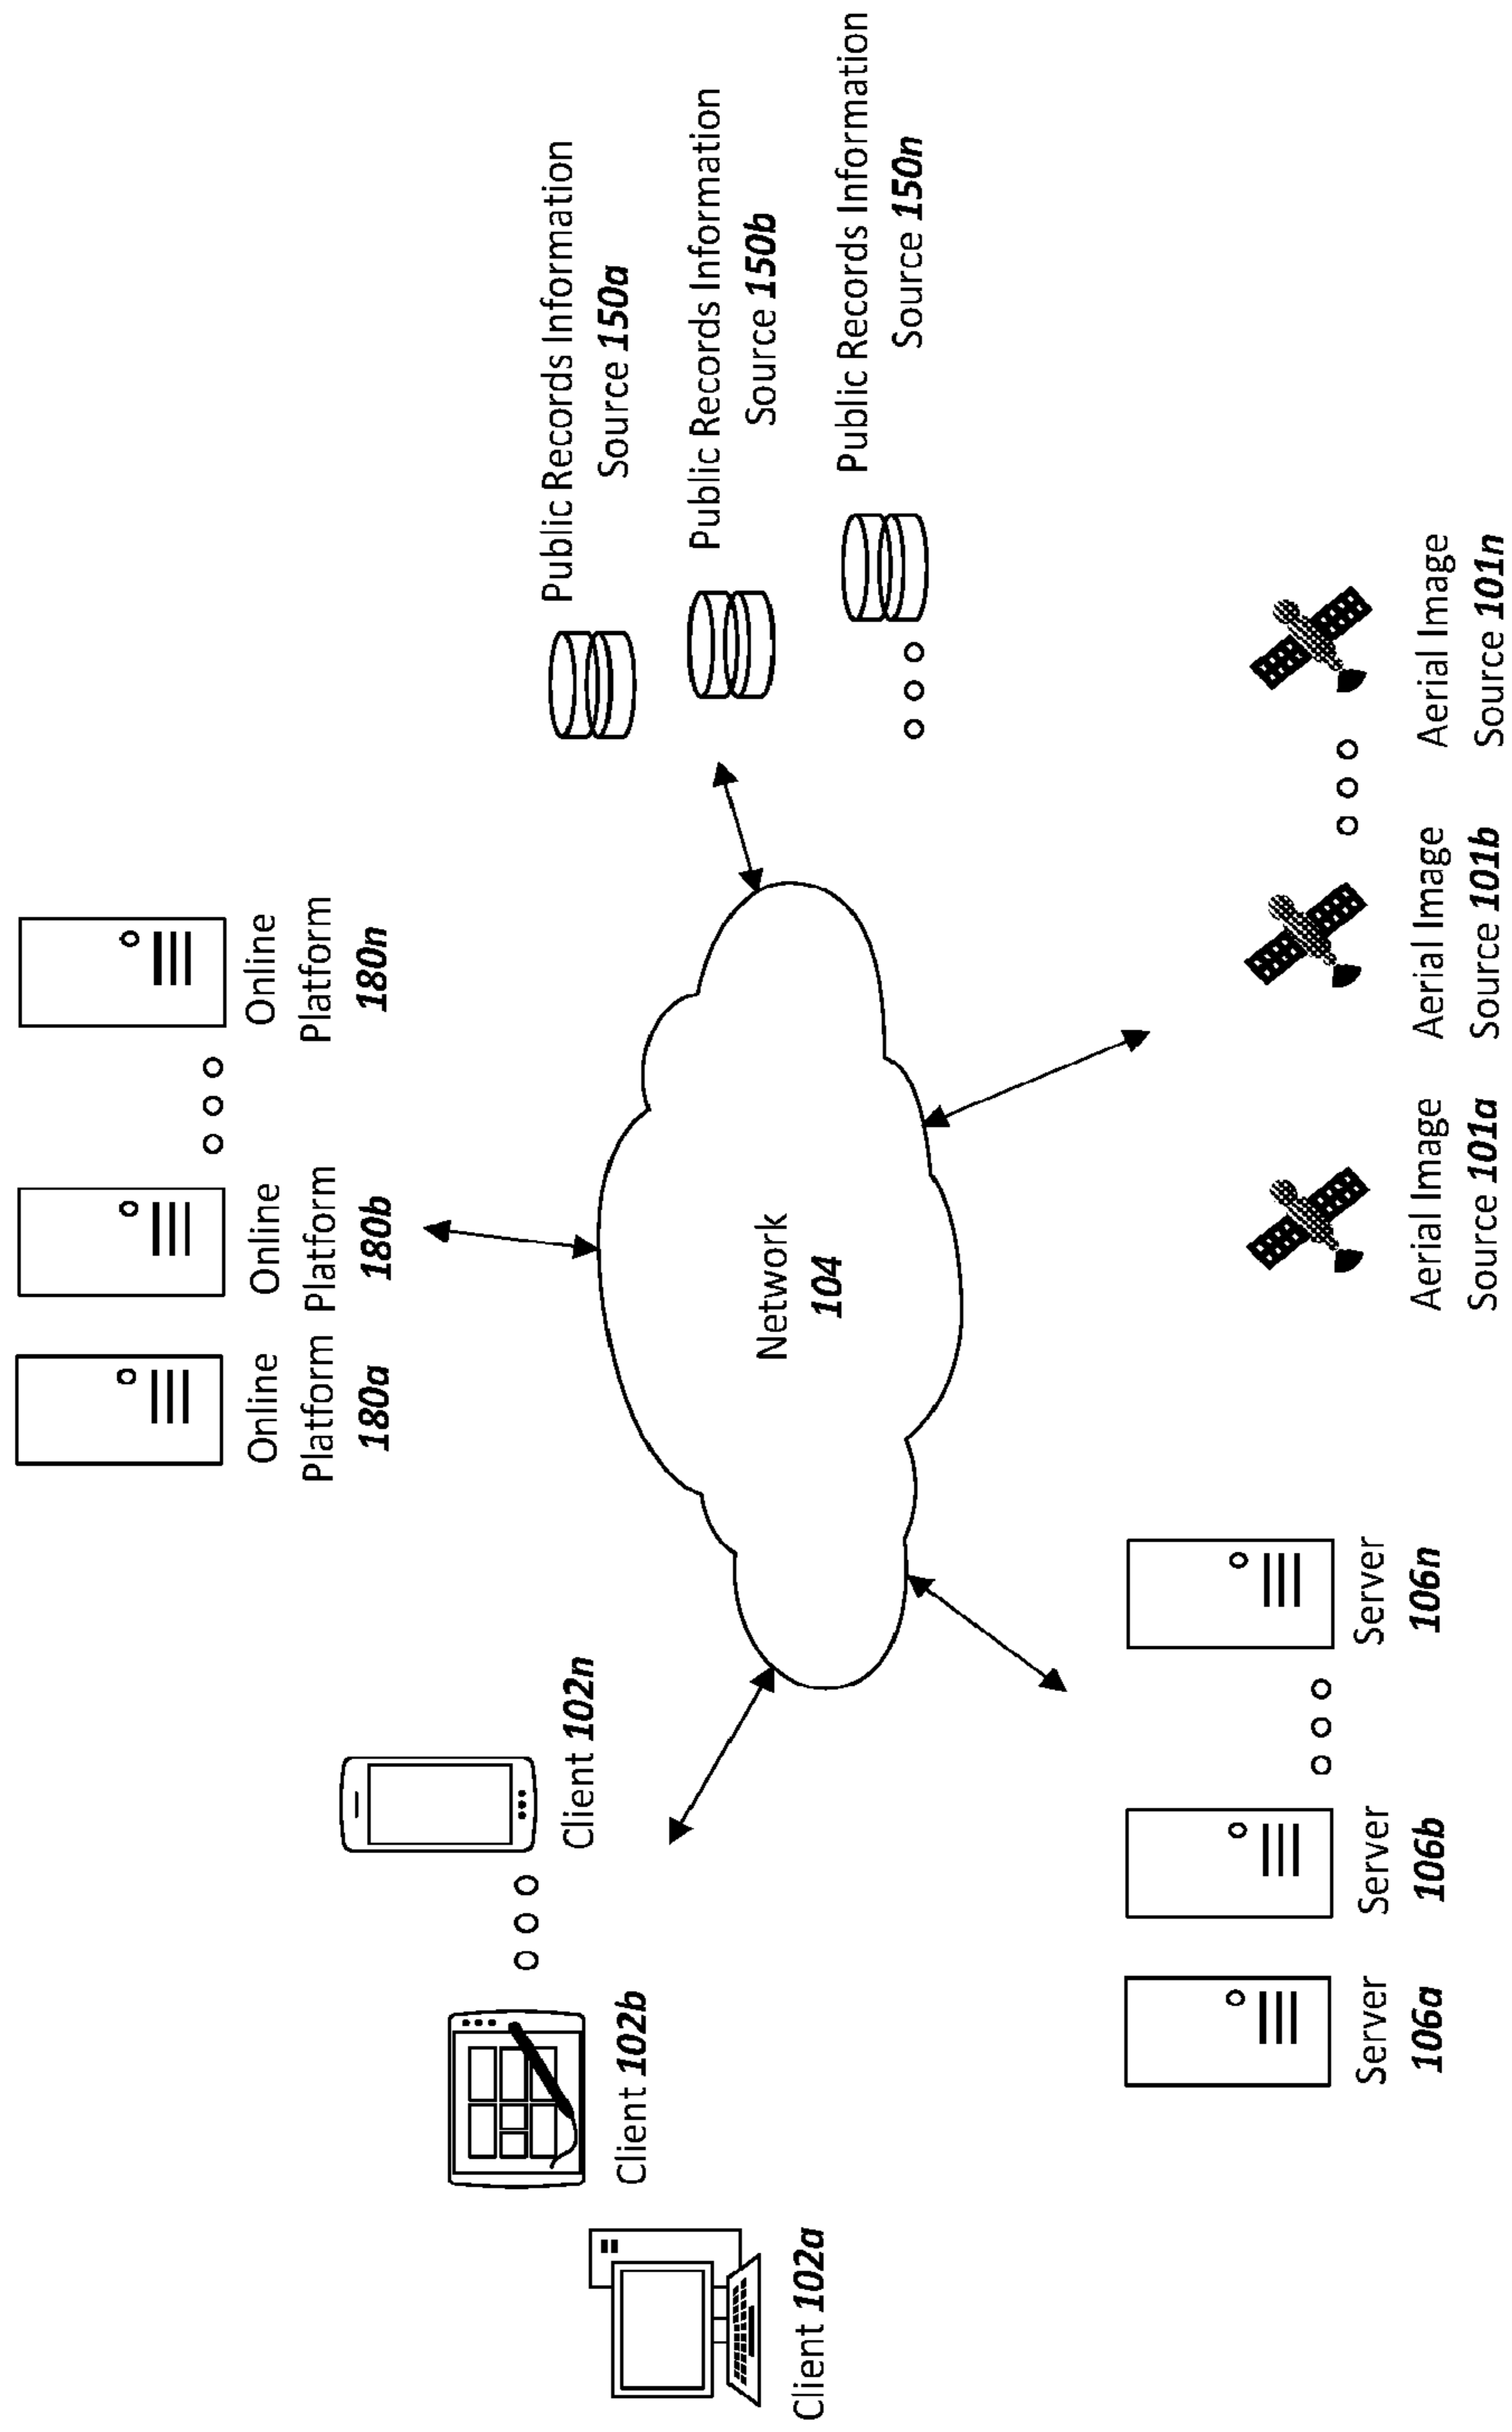 Online
Platform
180a
Online
Platform
180b
Online
Platform
180n
Client 102n
Client 102b
Client 102a
Public Records Information
Source 150a
Public Records Information
Source 150b
Public Records Information
Source 150n
Network
104
Server
106a
Server
106b
Server
106n
Aerial Image
Source 101a
Aerial Image
Source 101b
Aerial Image
Source 101n